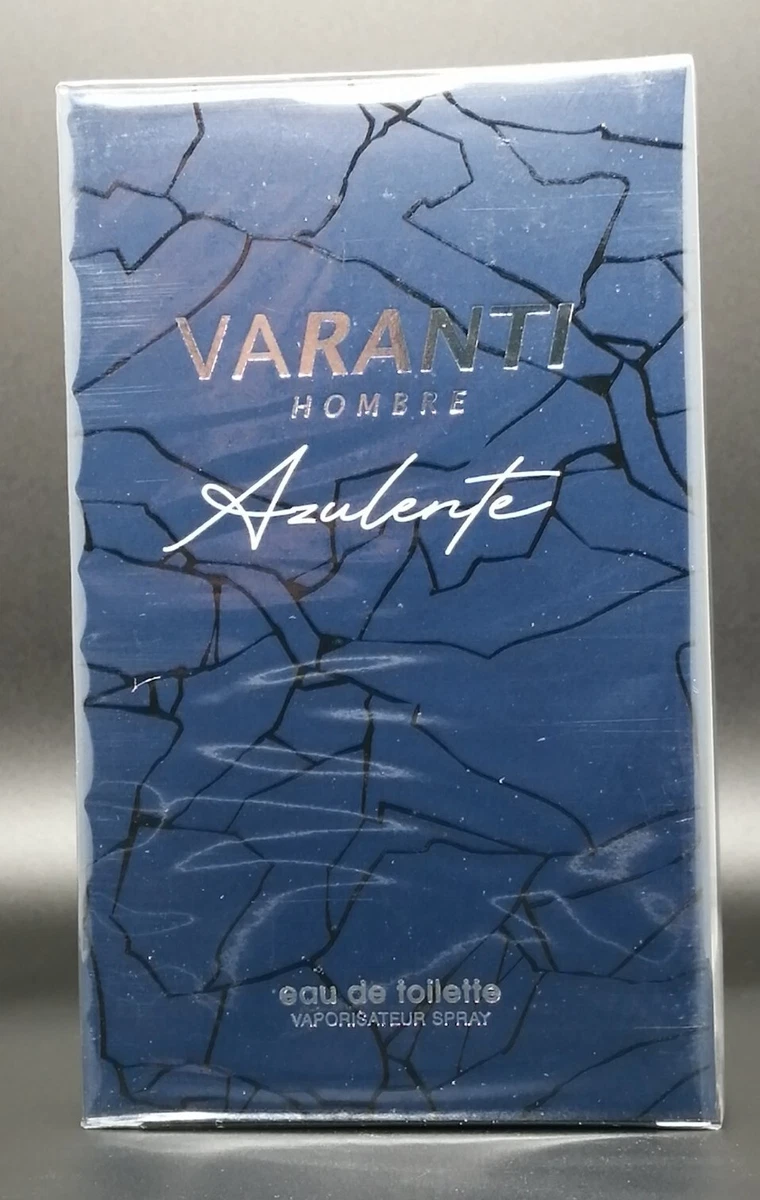 VARANTI
HOMBRE
Azulente
eau de toilette
VAPORISATEUR SPRAY